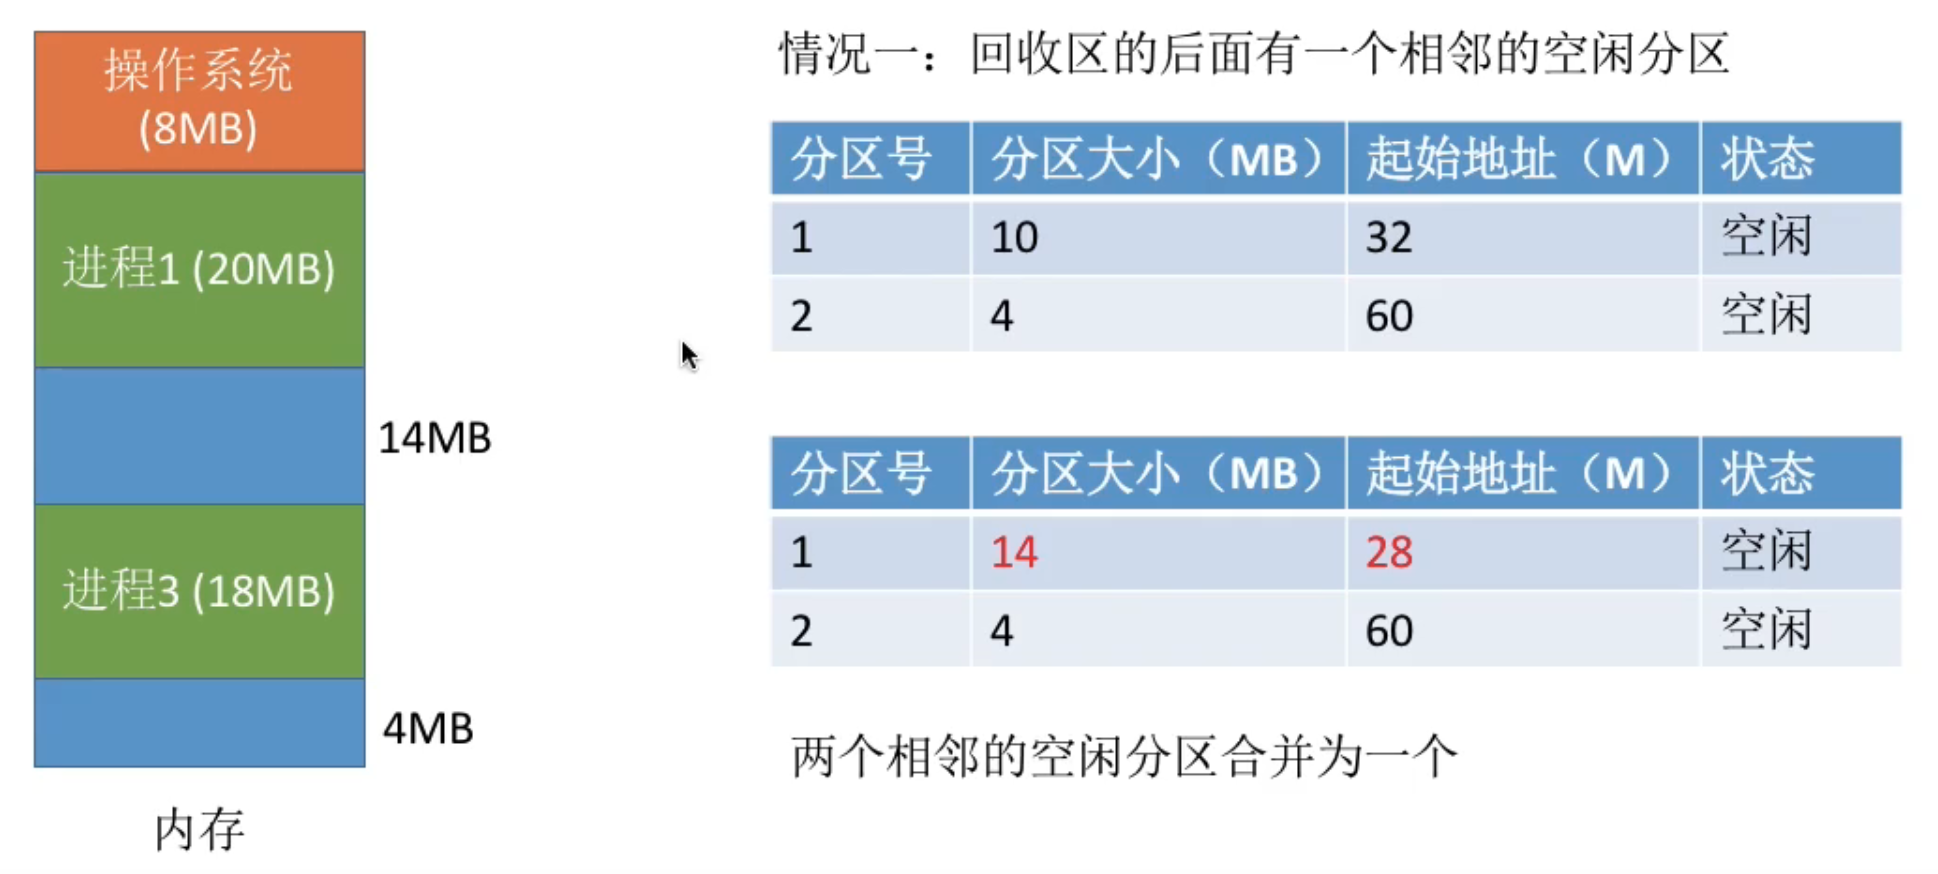 操作系统
(8MB)
进程1 (20MB)
14MB
进程3 (18MB)
4MB
内存
情况一：回收区的后面有一个相邻的空闲分区
分区号 分区大小（MB） 起始地址（M） 状态
1 10 32 空闲
2 4 60 空闲
分区号 分区大小（MB） 起始地址（M） 状态
1 14 28 空闲
2 4 60 空闲
两个相邻的空闲分区合并为一个